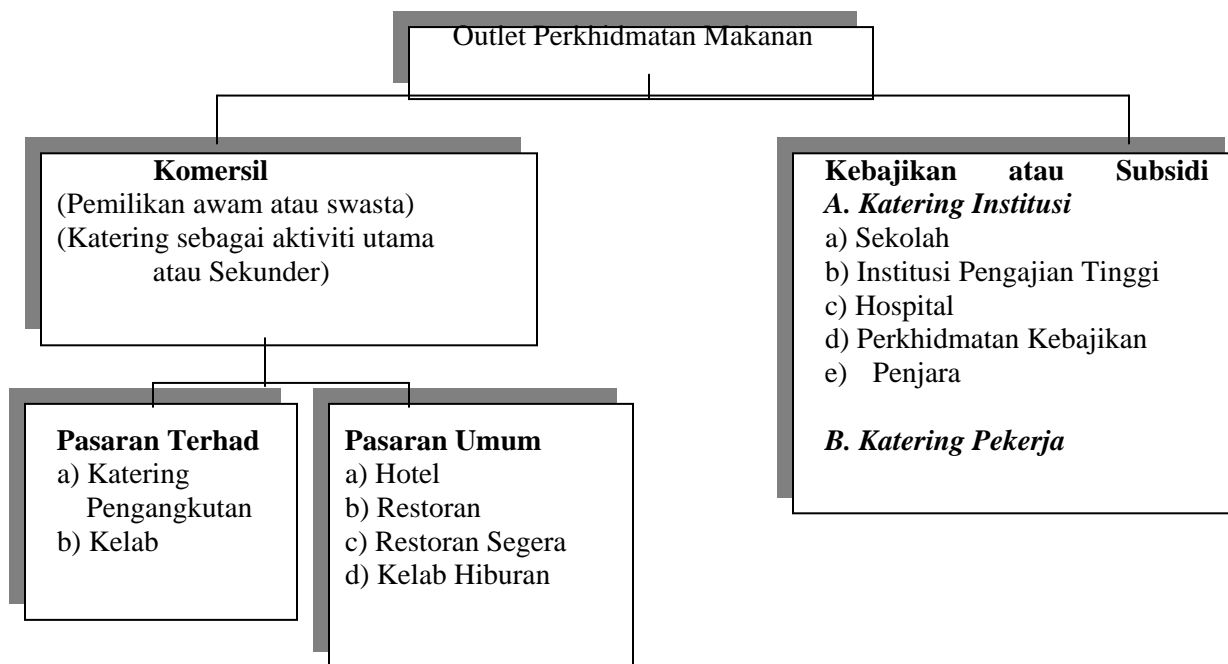 Outlet Perkhidmatan Makanan
Komersil
(Pemilikan awam atau swasta)
(Katering sebagai aktiviti utama
atau Sekunder)
Kebajikan atau Subsidi
A. Katering Institusi
a) Sekolah
b) Institusi Pengajian Tinggi
c) Hospital
d) Perkhidmatan Kebajikan
e) Penjara
B. Katering Pekerja
Pasaran Terhad
a) Katering
Pengangkutan
b) Kelab
Pasaran Umum
a) Hotel
b) Restoran
c) Restoran Segera
d) Kelab Hiburan